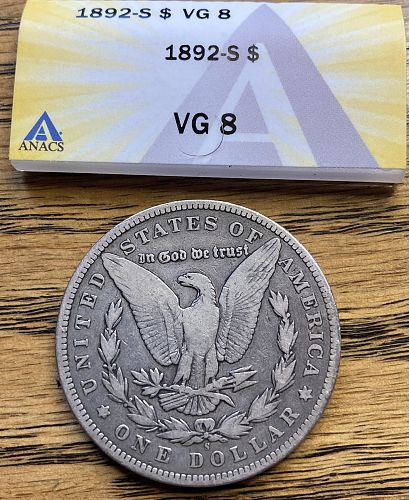 1892-S $ VG 8
1892-S $
VG 8
ANACS
UNITED STATES OF AMERICA
In God we trust
S
ONE DOLLAR